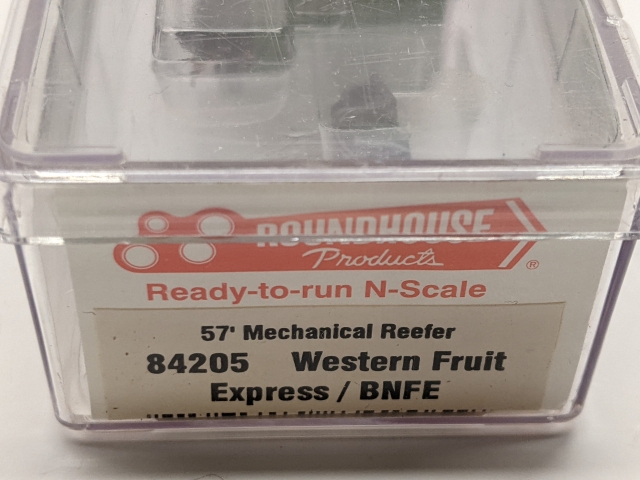 ROUNDHOUSE
Products
®
Ready-to-run N-Scale
57' Mechanical Reefer
84205 Western Fruit
Express / BNFE